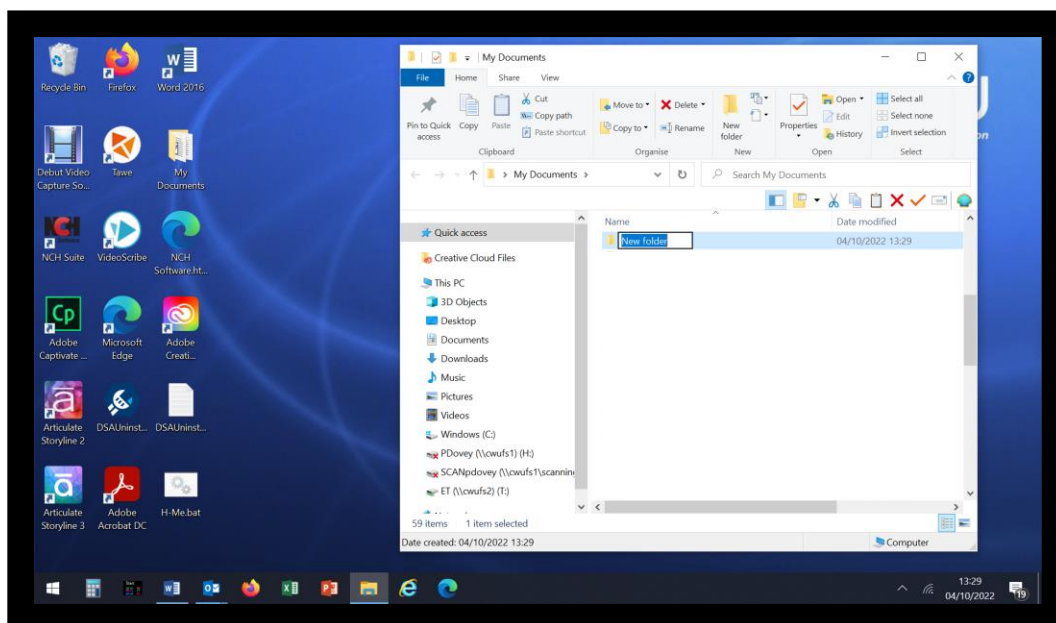 Recycle Bin
Firefox
Word 2016
Debut Video
Capture So...
Tawe
My
Documents
NCH Suite
VideoScribe
NCH
Software.ht...
Cp
Adobe
Captivate ...
Microsoft
Edge
Adobe
Creati...
Articulate
Storyline 2
DSAUninst...
DSAUninst...
Articulate
Storyline 3
Adobe
Acrobat DC
H-Me.bat
My Documents
File Home Share View
Pin to Quick
access
Copy
Paste
Cut
Copy path
Paste shortcut
Clipboard
Move to
Copy to
Delete
Rename
Organise
New
folder
New
Properties
Open
Edit
History
Open
Select all
Select none
Invert selection
Select
My Documents
Search My Documents
Name Date modified
New folder 04/10/2022 13:29
Quick access
Creative Cloud Files
This PC
3D Objects
Desktop
Documents
Downloads
Music
Pictures
Videos
Windows (C:)
PDovey (\\cwufs1) (H:)
SCANpdovey (\\cwufs1\scanning
ET (\\cwufs2) (T:)
59 items 1 item selected
Date created: 04/10/2022 13:29
Computer
13:29
04/10/2022
19